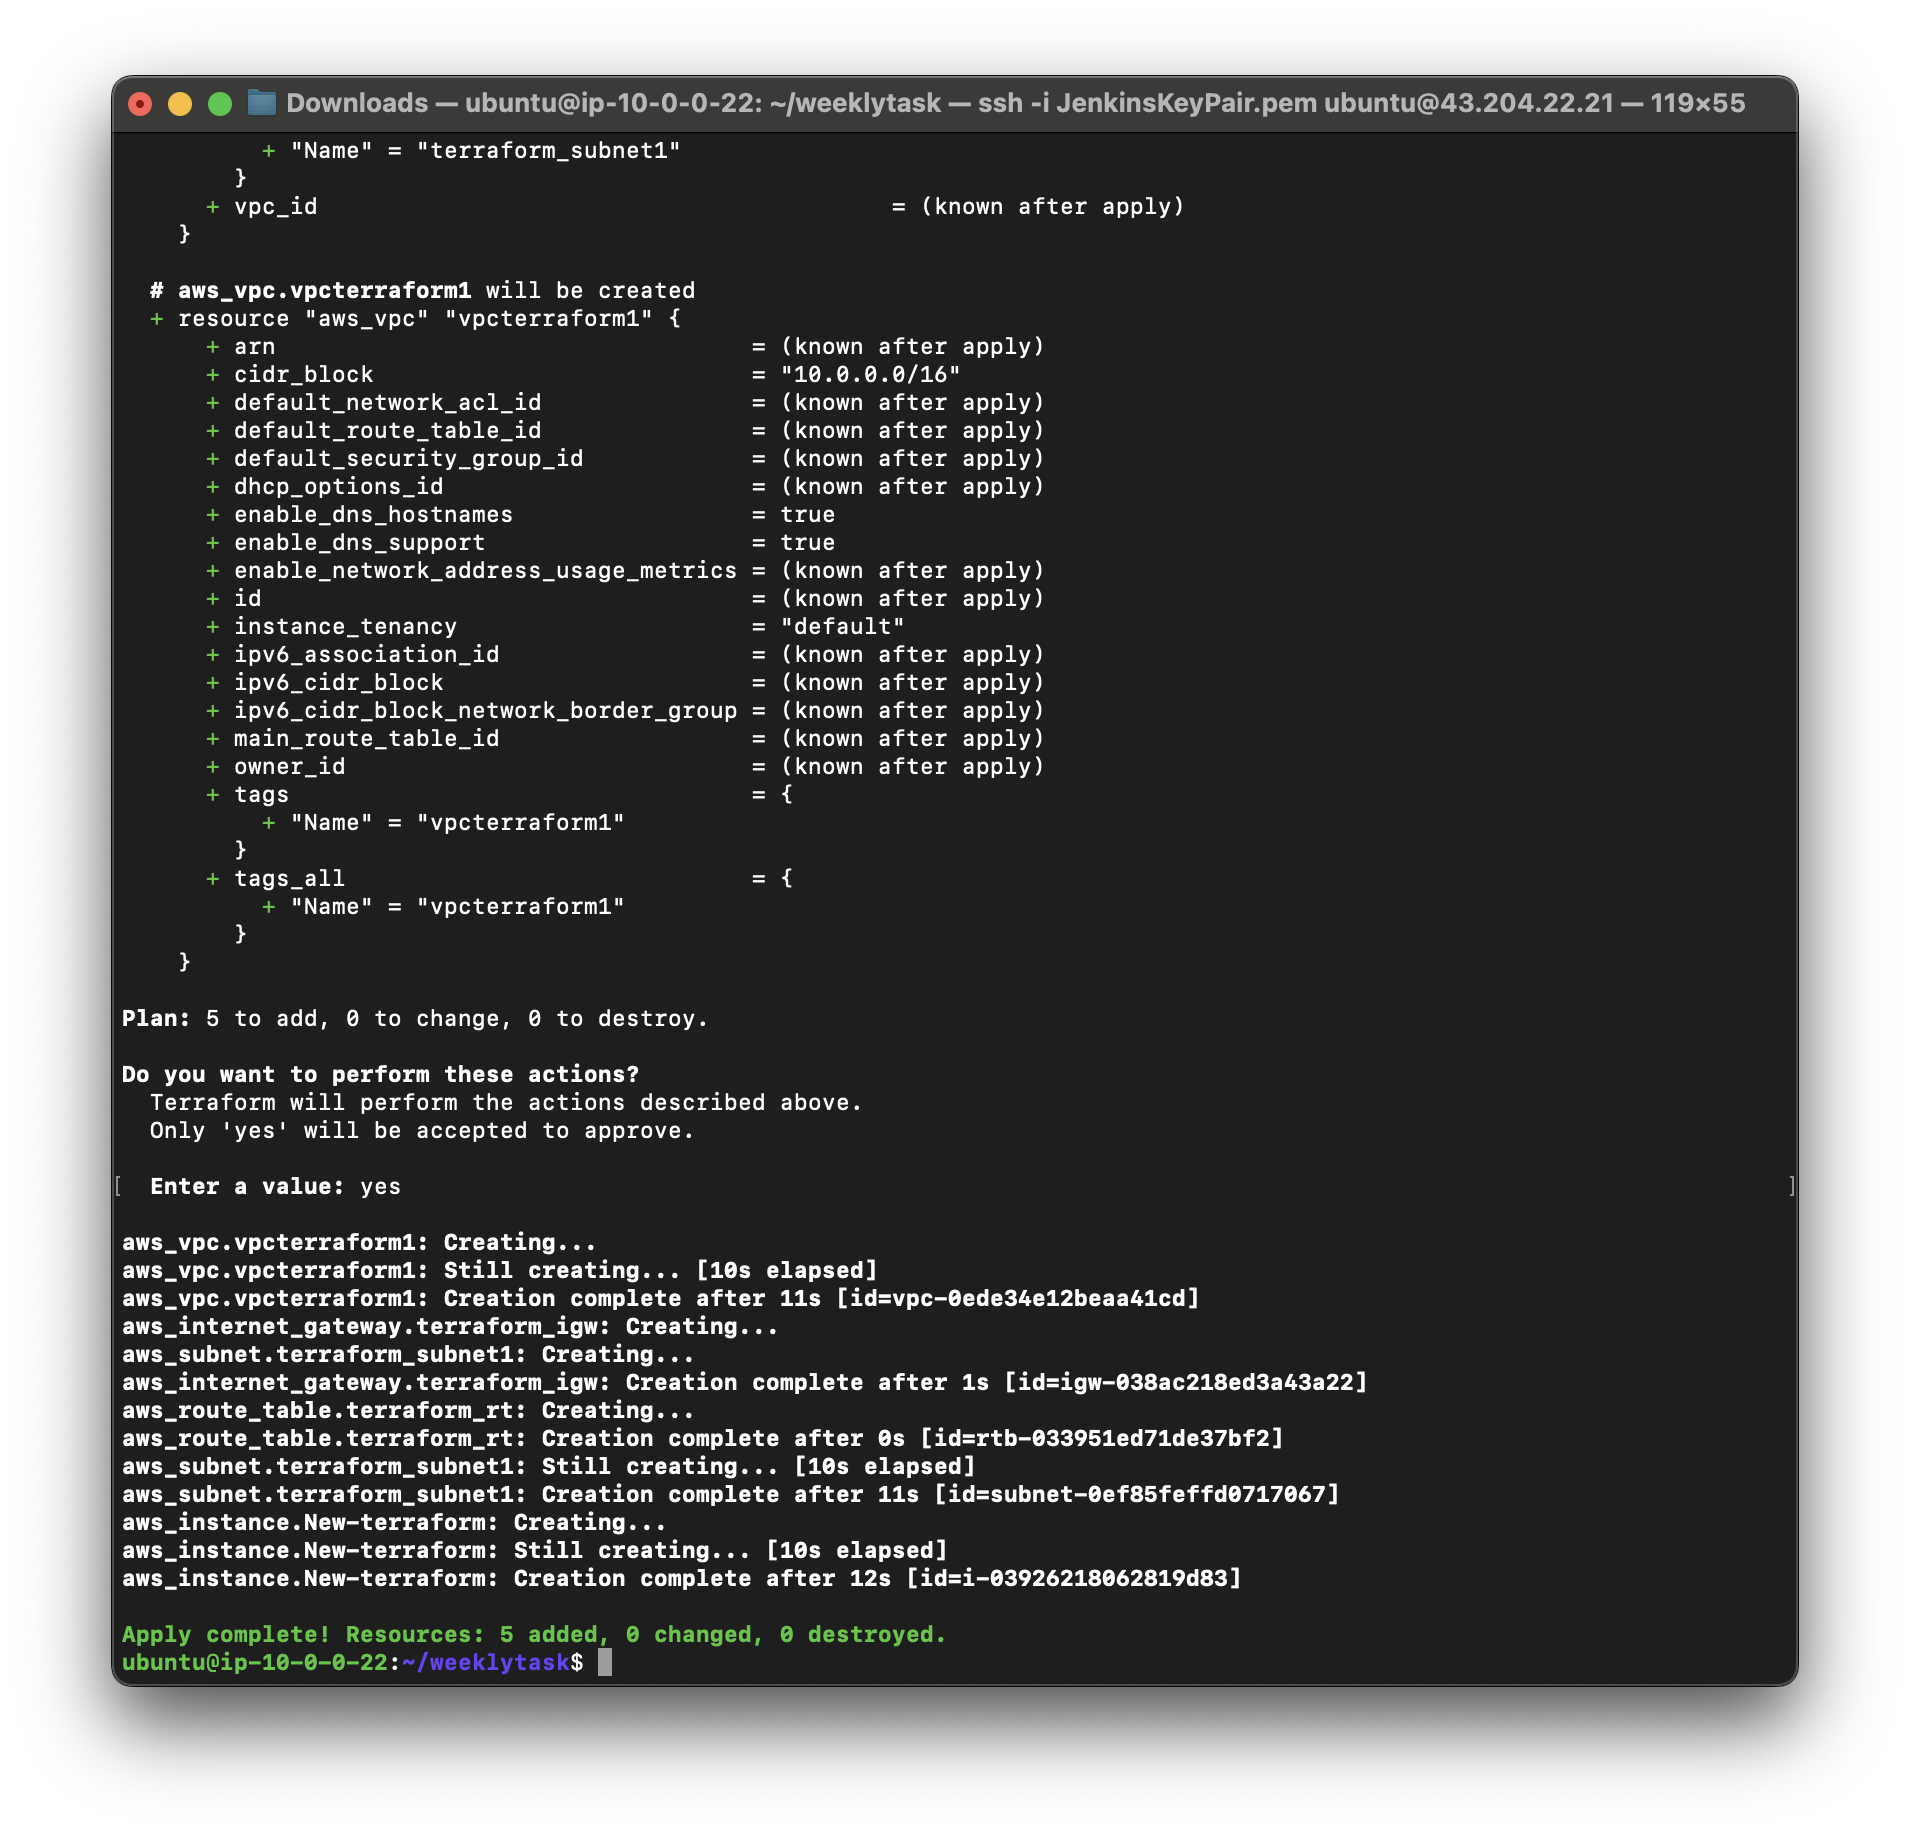 Downloads — ubuntu@ip-10-0-0-22: ~/weeklytask — ssh -i JenkinsKeyPair.pem ubuntu@43.204.22.21 — 119×55
          + "Name" = "terraform_subnet1"
        }
      + vpc_id                                         = (known after apply)
    }

  # aws_vpc.vpcterraform1 will be created
  + resource "aws_vpc" "vpcterraform1" {
      + arn                                  = (known after apply)
      + cidr_block                           = "10.0.0.0/16"
      + default_network_acl_id               = (known after apply)
      + default_route_table_id               = (known after apply)
      + default_security_group_id            = (known after apply)
      + dhcp_options_id                      = (known after apply)
      + enable_dns_hostnames                 = true
      + enable_dns_support                   = true
      + enable_network_address_usage_metrics = (known after apply)
      + id                                   = (known after apply)
      + instance_tenancy                     = "default"
      + ipv6_association_id                  = (known after apply)
      + ipv6_cidr_block                      = (known after apply)
      + ipv6_cidr_block_network_border_group = (known after apply)
      + main_route_table_id                  = (known after apply)
      + owner_id                             = (known after apply)
      + tags                                 = {
          + "Name" = "vpcterraform1"
        }
      + tags_all                             = {
          + "Name" = "vpcterraform1"
        }
    }

Plan: 5 to add, 0 to change, 0 to destroy.

Do you want to perform these actions?
  Terraform will perform the actions described above.
  Only 'yes' will be accepted to approve.

[  Enter a value: yes ]

aws_vpc.vpcterraform1: Creating...
aws_vpc.vpcterraform1: Still creating... [10s elapsed]
aws_vpc.vpcterraform1: Creation complete after 11s [id=vpc-0ede34e12beaa41cd]
aws_internet_gateway.terraform_igw: Creating...
aws_subnet.terraform_subnet1: Creating...
aws_internet_gateway.terraform_igw: Creation complete after 1s [id=igw-038ac218ed3a43a22]
aws_route_table.terraform_rt: Creating...
aws_route_table.terraform_rt: Creation complete after 0s [id=rtb-033951ed71de37bf2]
aws_subnet.terraform_subnet1: Still creating... [10s elapsed]
aws_subnet.terraform_subnet1: Creation complete after 11s [id=subnet-0ef85feffd0717067]
aws_instance.New-terraform: Creating...
aws_instance.New-terraform: Still creating... [10s elapsed]
aws_instance.New-terraform: Creation complete after 12s [id=i-03926218062819d83]

Apply complete! Resources: 5 added, 0 changed, 0 destroyed.
ubuntu@ip-10-0-0-22:~/weeklytask$